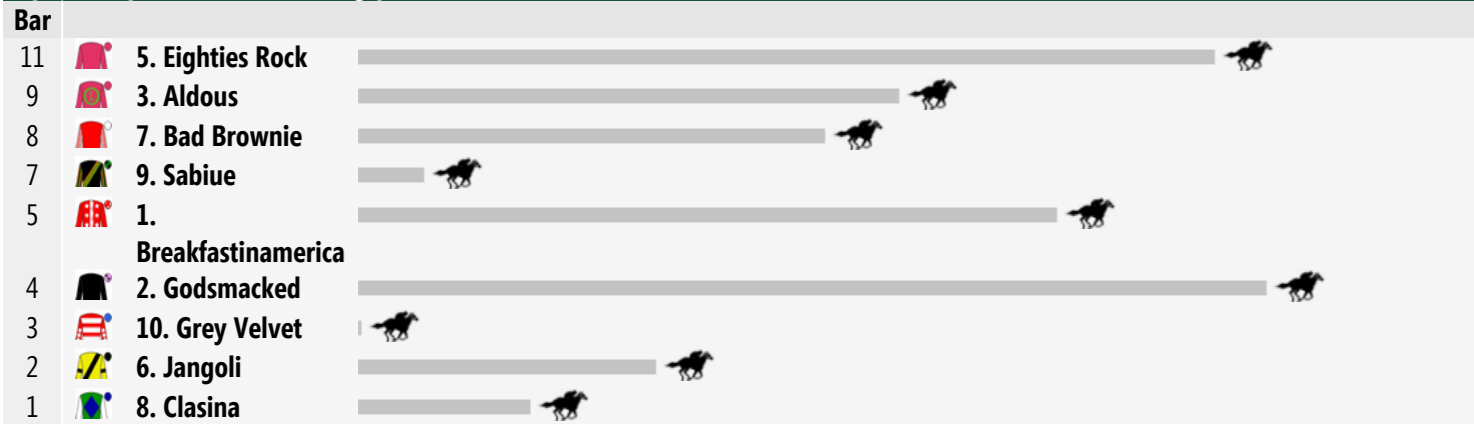 Bar
11 5. Eighties Rock
9 3. Aldous
8 7. Bad Brownie
7 9. Sabiue
5 1.
Breakfastinamerica
4 2. Godsmacked
3 10. Grey Velvet
2 6. Jangoli
1 8. Clasina